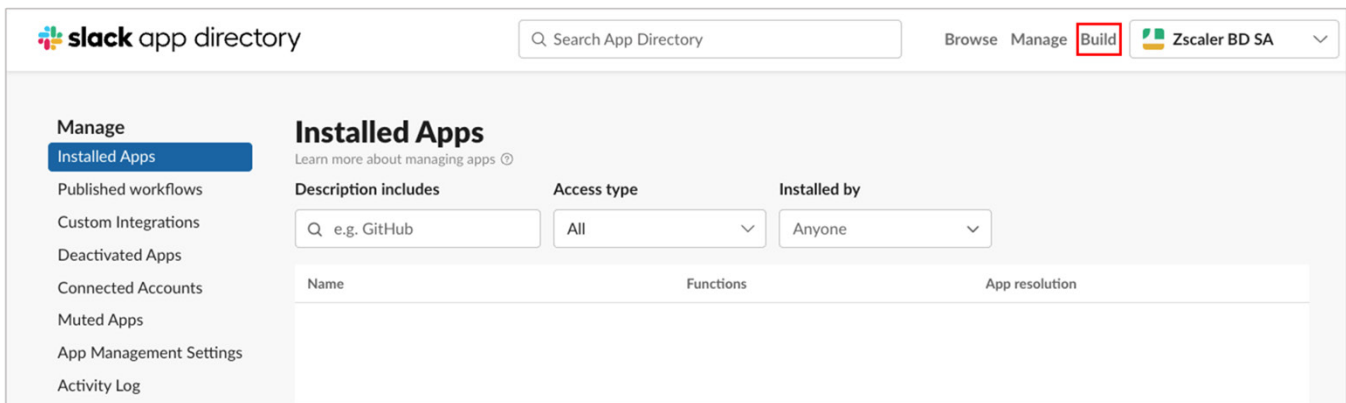 slack app directory
Search App Directory
Browse Manage Build Zscaler BD SA
Manage
Installed Apps
Published workflows
Custom Integrations
Deactivated Apps
Connected Accounts
Muted Apps
App Management Settings
Activity Log
Installed Apps
Learn more about managing apps ?
Description includes Access type Installed by
e.g. GitHub All Anyone
Name Functions App resolution